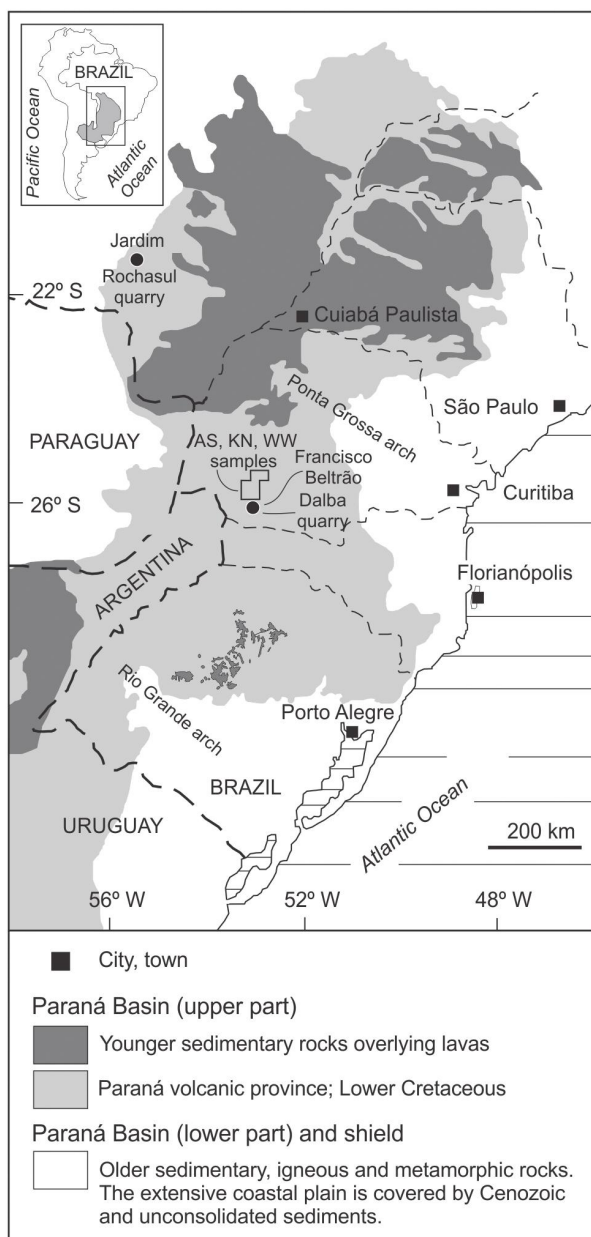 BRAZIL
Pacific Ocean
Atlantic
Ocean
Jardim
Rochasul
quarry
22º S
Cuiabá Paulista
Ponta Grossa arch
São Paulo
PARAGUAY
AS, KN, WW
samples
Francisco
Beltrão
Dalba
quarry
Curitiba
26º S
ARGENTINA
Florianópolis
Rio Grande arch
Porto Alegre
BRAZIL
URUGUAY
Atlantic Ocean
200 km
56º W
52º W
48º W
City, town
Paraná Basin (upper part)
Younger sedimentary rocks overlying lavas
Paraná volcanic province; Lower Cretaceous
Paraná Basin (lower part) and shield
Older sedimentary, igneous and metamorphic rocks.
The extensive coastal plain is covered by Cenozoic
and unconsolidated sediments.